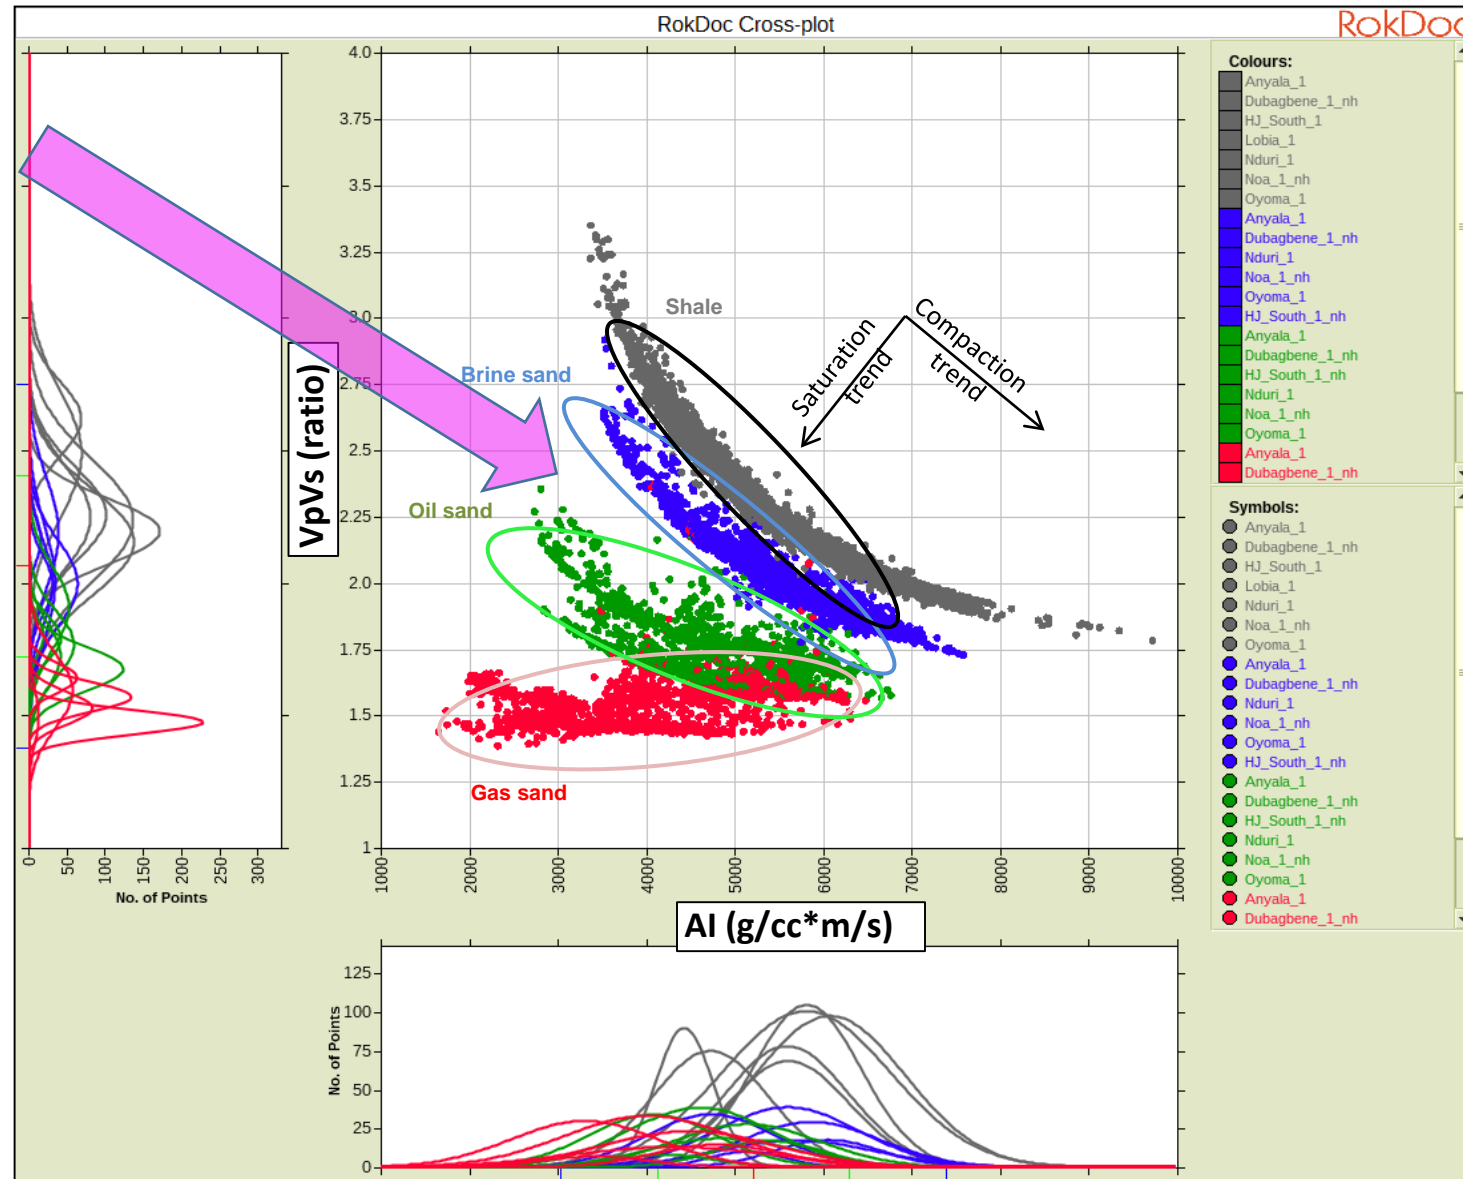 RokDoc Cross-plot
RokDoc
4.0
3.75
3.5
3.25
3.0
2.75
2.5
2.25
2.0
1.75
1.5
1.25
1
VpVs (ratio)
0
50
100
150
200
250
300
No. of Points
Shale
Brine sand
Oil sand
Gas sand
Saturation
trend
Compaction
trend
1000
2000
3000
4000
5000
6000
7000
8000
9000
10000
AI (g/cc*m/s)
125
100
75
50
25
0
No. of Points
Colours:
Anyala_1
Dubagbene_1_nh
HJ_South_1
Lobia_1
Nduri_1
Noa_1_nh
Oyoma_1
Anyala_1
Dubagbene_1_nh
Nduri_1
Noa_1_nh
Oyoma_1
HJ_South_1_nh
Anyala_1
Dubagbene_1_nh
HJ_South_1_nh
Nduri_1
Noa_1_nh
Oyoma_1
Anyala_1
Dubagbene_1_nh
Symbols:
Anyala_1
Dubagbene_1_nh
HJ_South_1
Lobia_1
Nduri_1
Noa_1_nh
Oyoma_1
Anyala_1
Dubagbene_1_nh
Nduri_1
Noa_1_nh
Oyoma_1
HJ_South_1_nh
Anyala_1
Dubagbene_1_nh
HJ_South_1_nh
Nduri_1
Noa_1_nh
Oyoma_1
Anyala_1
Dubagbene_1_nh